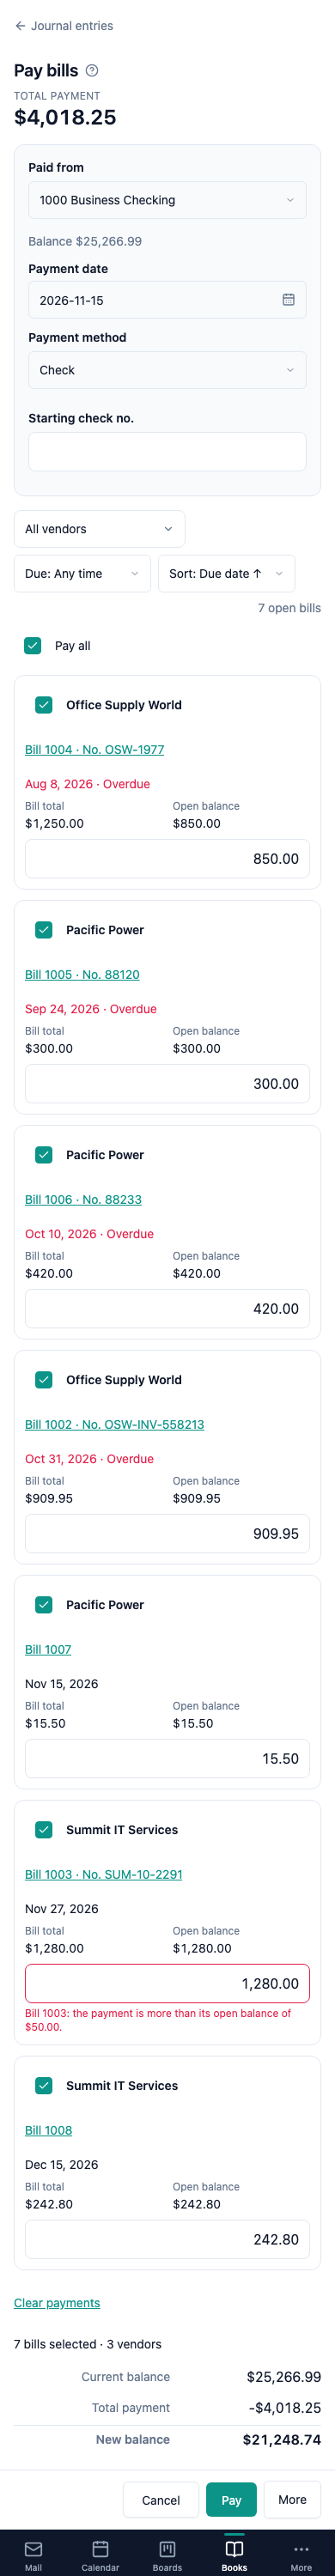 ← Journal entries
Pay bills
TOTAL PAYMENT
$4,018.25
Paid from
1000 Business Checking
Balance $25,266.99
Payment date
2026-11-15
Payment method
Check
Starting check no.
All vendors
Due: Any time
Sort: Due date ↑
7 open bills
Pay all
Office Supply World
Bill 1004 · No. OSW-1977
Aug 8, 2026 · Overdue
Bill total Open balance
$1,250.00 $850.00
850.00
Pacific Power
Bill 1005 · No. 88120
Sep 24, 2026 · Overdue
Bill total Open balance
$300.00 $300.00
300.00
Pacific Power
Bill 1006 · No. 88233
Oct 10, 2026 · Overdue
Bill total Open balance
$420.00 $420.00
420.00
Office Supply World
Bill 1002 · No. OSW-INV-558213
Oct 31, 2026 · Overdue
Bill total Open balance
$909.95 $909.95
909.95
Pacific Power
Bill 1007
Nov 15, 2026
Bill total Open balance
$15.50 $15.50
15.50
Summit IT Services
Bill 1003 · No. SUM-10-2291
Nov 27, 2026
Bill total Open balance
$1,280.00 $1,280.00
1,280.00
Bill 1003: the payment is more than its open balance of
$50.00.
Summit IT Services
Bill 1008
Dec 15, 2026
Bill total Open balance
$242.80 $242.80
242.80
Clear payments
7 bills selected · 3 vendors
Current balance $25,266.99
Total payment -$4,018.25
New balance $21,248.74
Cancel Pay More
Mail Calendar Boards Books More